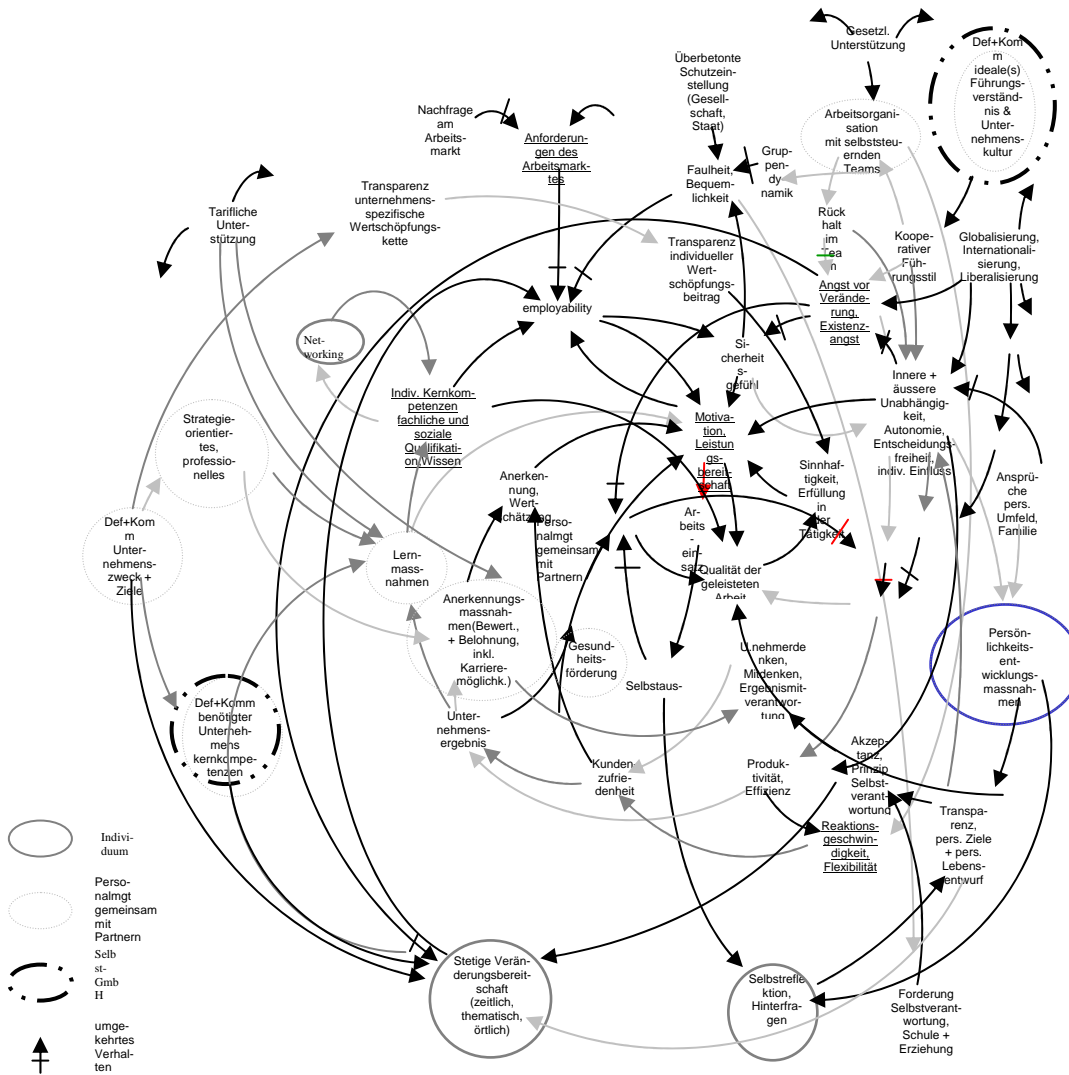 Gesetzl.
Unterstützung
Def+Kom
m
ideale(s)
Führungs-
verständ-
nis &
Unter-
nehmens-
kultur
Überbetonte
Schutzein-
stellung
(Gesell-
schaft,
Staat)
Nachfrage
am
Arbeits-
markt
Anforderun-
gen des
Arbeitsmark-
tes
Arbeitsorgani-
sation
mit selbststeu-
ernden
Teams
Grup-
pen-
dy
namik
Faulheit,
Bequem-
lichkeit
Transparenz
unternehmens-
spezifische
Wertschöpfungs-
kette
Tarifliche
Unter-
stützung
Rück
halt
im
Tea
m
Koope-
rativer
Füh-
rungsstil
Globalisierung,
Internationali-
sierung,
Liberalisierung
Transparenz
individueller
Wert-
schöpfungs-
beitrag
Angst vor
Verände-
rung,
Existenz-
angst
employability
Net-
working
Si-
cherheit
s-
gefühl
Innere +
äussere
Unabhängig-
keit,
Autonomie,
Entscheidungs-
freiheit,
indiv. Einfluss
Indiv. Kernkom-
petenzen
fachliche und
soziale
Qualifikati-
on/Wissen
Strategie-
orientier-
tes,
professio-
nelles
Motiva-
tion,
Leistun
gs-
bereit-
schaft
Sinnhaf-
tigkeit,
Erfüllung
in
der
Tätigkeit
Ansprü-
che
pers.
Umfeld,
Familie
Anerken-
nung,
Wert-
schätzung
Perso-
nalmgt
gemeinsam
mit
Partnern
Ar-
beits
-
ein-
satz
Def+Kom
m
Unter-
nehmens-
zweck +
Ziele
Lern-
mass-
nahmen
Qualität der
geleisteten
Arbeit
Anerkennungs-
massnah-
men(Bewert.,
+ Belohnung,
inkl.
Karriere-
möglichk.)
Gesund-
heits-
förderung
Selbstaus-
U.nehmerde
nken,
Mitdenken,
Ergebnismit-
verantwor-
tung
Persön-
lichkeits-
ent-
wicklungs-
massnah-
men
Def+Komm
benötigter
Unterneh-
mens
kernkompe-
tenzen
Unter-
nehmens-
ergebnis
Kunden
zufrie-
denheit
Produk-
tivität,
Effizienz
Akzep-
tanz,
Prinzip
Selbst-
verant-
wortung
Reaktions-
geschwin-
digkeit,
Flexibilität
Transpa-
renz,
pers. Ziele
+ pers.
Lebens-
entwurf
Indivi-
duum
Perso-
nalmgt
gemeinsam
mit
Partnern
Selb
st-
Gmb
H
umge-
kehrtes
Verhal-
ten
Stetige Verän-
derungsbereit-
schaft
(zeitlich,
thematisch,
örtlich)
Selbstrefle
ktion,
Hinterfra-
gen
Forderung
Selbstverant-
wortung,
Schule +
Erziehung